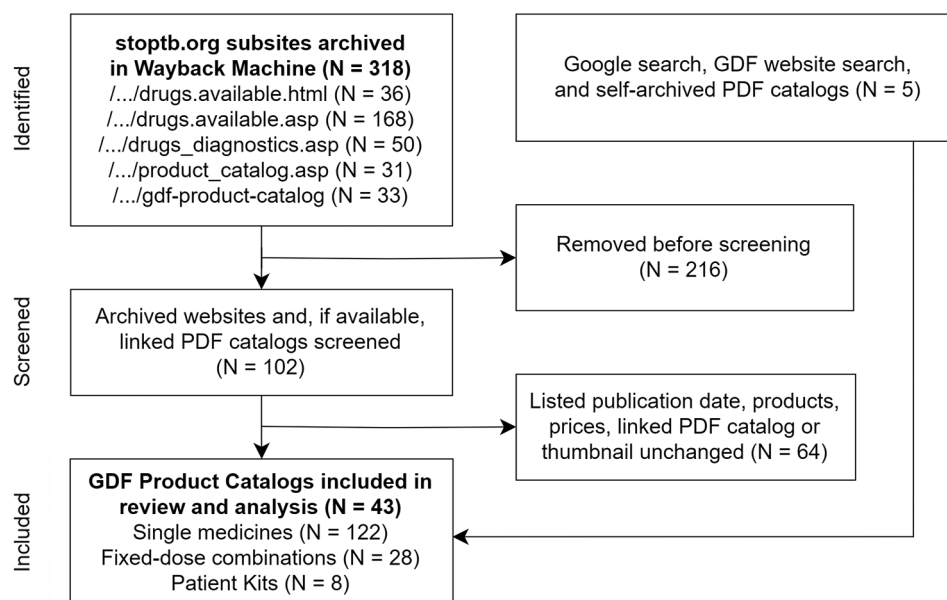 Identified
stoptb.org subsites archived
in Wayback Machine (N = 318)
/.../drugs.available.html (N = 36)
/.../drugs.available.asp (N = 168)
/.../drugs_diagnostics.asp (N = 50)
/.../product_catalog.asp (N = 31)
/.../gdf-product-catalog (N = 33)
Google search, GDF website search,
and self-archived PDF catalogs (N = 5)
Removed before screening
(N = 216)
Screened
Archived websites and, if available,
linked PDF catalogs screened
(N = 102)
Listed publication date, products,
prices, linked PDF catalog or
thumbnail unchanged (N = 64)
Included
GDF Product Catalogs included in
review and analysis (N = 43)
Single medicines (N = 122)
Fixed-dose combinations (N = 28)
Patient Kits (N = 8)